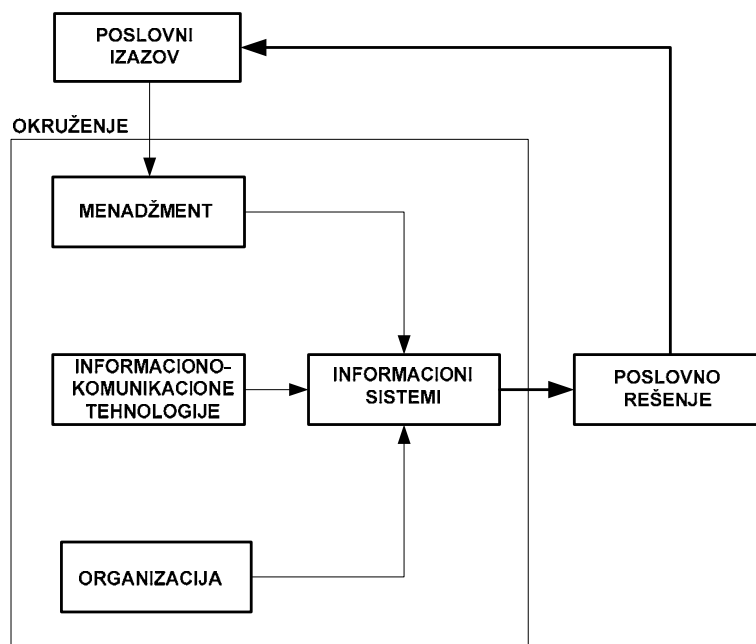 POSLOVNI
IZAZOV
OKRUŽENJE
MENADŽMENT
INFORMACIONO-
KOMUNIKACIONE
TEHNOLOGIJE
INFORMACIONI
SISTEMI
POSLOVNO
REŠENJE
ORGANIZACIJA